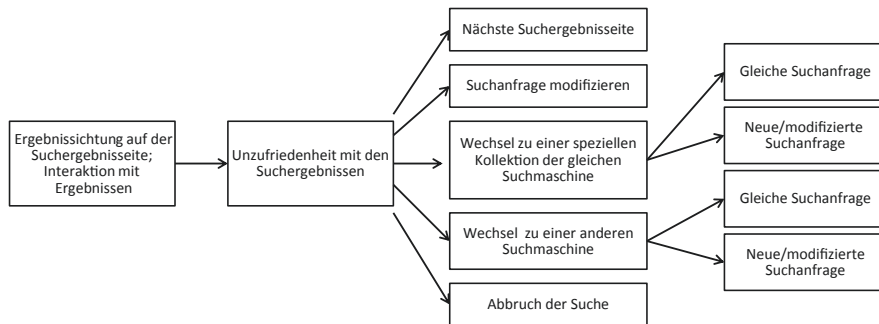 Ergebnissichtung auf der
Suchergebnisseite;
Interaktion mit
Ergebnissen
Unzufriedenheit mit den
Suchergebnissen
Nächste Suchergebnisseite
Suchanfrage modifizieren
Wechsel zu einer speziellen
Kollektion der gleichen
Suchmaschine
Wechsel zu einer anderen
Suchmaschine
Abbruch der Suche
Gleiche Suchanfrage
Neue/modifizierte
Suchanfrage
Gleiche Suchanfrage
Neue/modifizierte
Suchanfrage